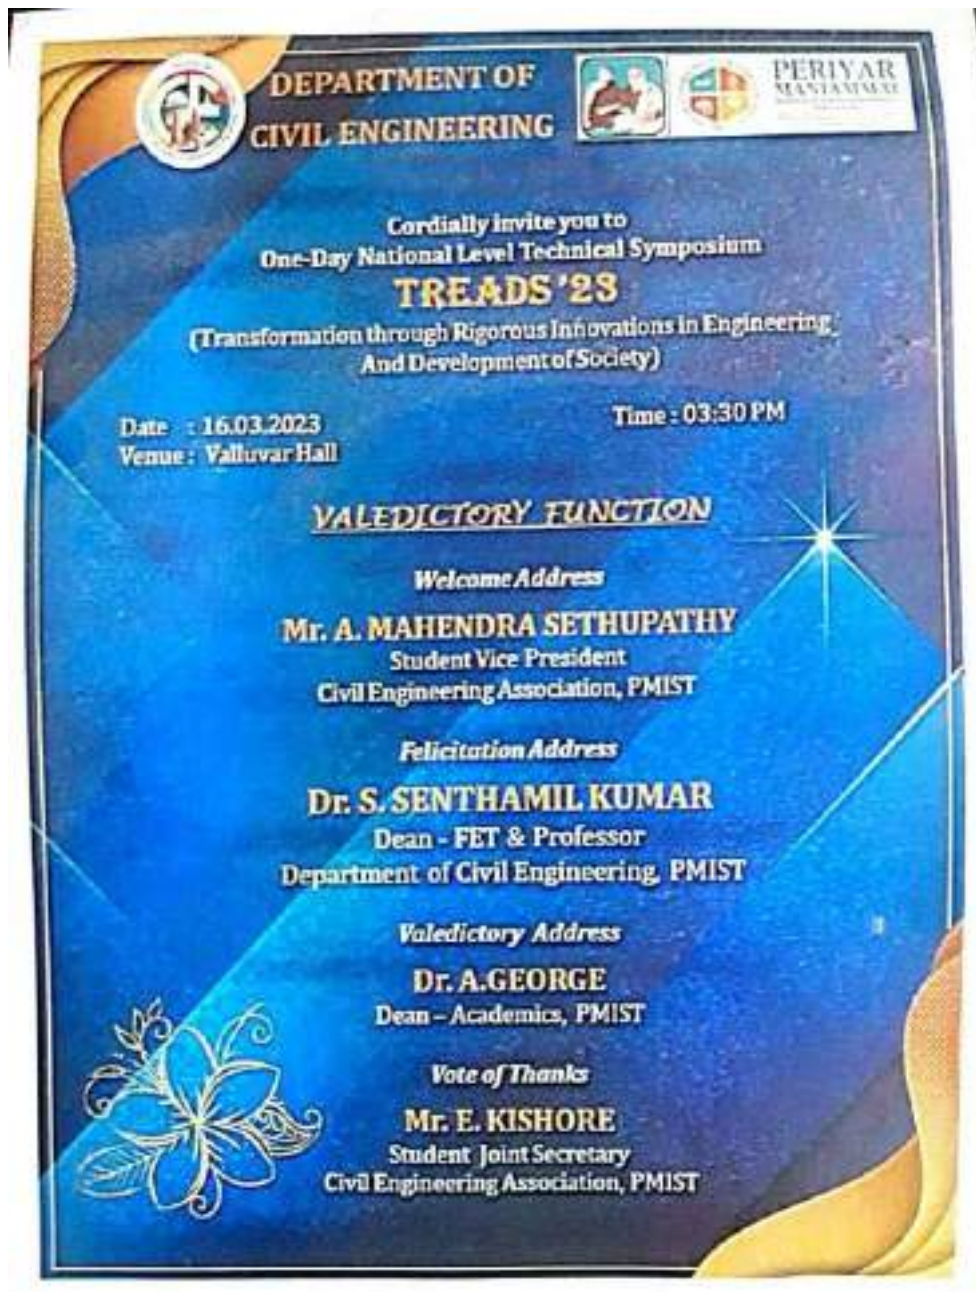 DEPARTMENT OF
CIVIL ENGINEERING
PERIYAR
MANIAMMAI
Cordially invite you to
One-Day National Level Technical Symposium
TREADS '23
(Transformation through Rigorous Innovations in Engineering
And Development of Society)
Date : 16.03.2023
Time : 03:30 PM
Venue : Valluvar Hall
VALEDICTORY FUNCTION
Welcome Address
Mr. A. MAHENDRA SETHUPATHY
Student Vice President
Civil Engineering Association, PMIST
Felicitation Address
Dr. S. SENTHAMIL KUMAR
Dean - FET & Professor
Department of Civil Engineering, PMIST
Valedictory Address
Dr. A.GEORGE
Dean – Academics, PMIST
Vote of Thanks
Mr. E. KISHORE
Student Joint Secretary
Civil Engineering Association, PMIST